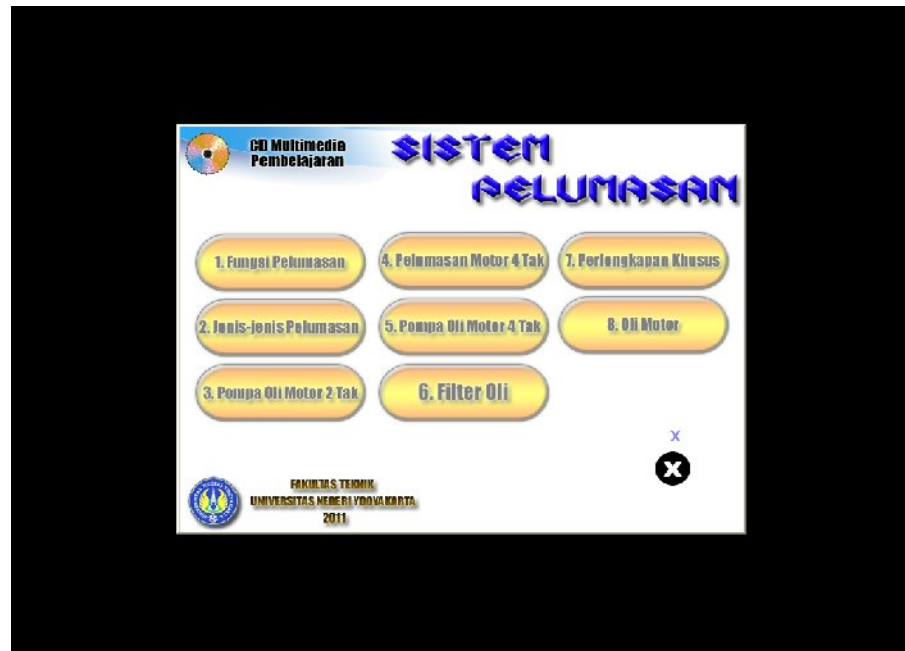 CD Multimedia
Pembelajaran
SISTEM
PELUMASAN
1. Fungsi Pelumasan
4. Pelumasan Motor 4 Tak
7. Perlengkapan Khusus
2. Jenis-jenis Pelumasan
5. Pompa Oli Motor 4 Tak
8. Oli Motor
3. Pompa Oli Motor 2 Tak
6. Filter Oli
X
X
FAKULTAS TEKNIK
UNIVERSITAS NEGERI YOGYAKARTA
2011